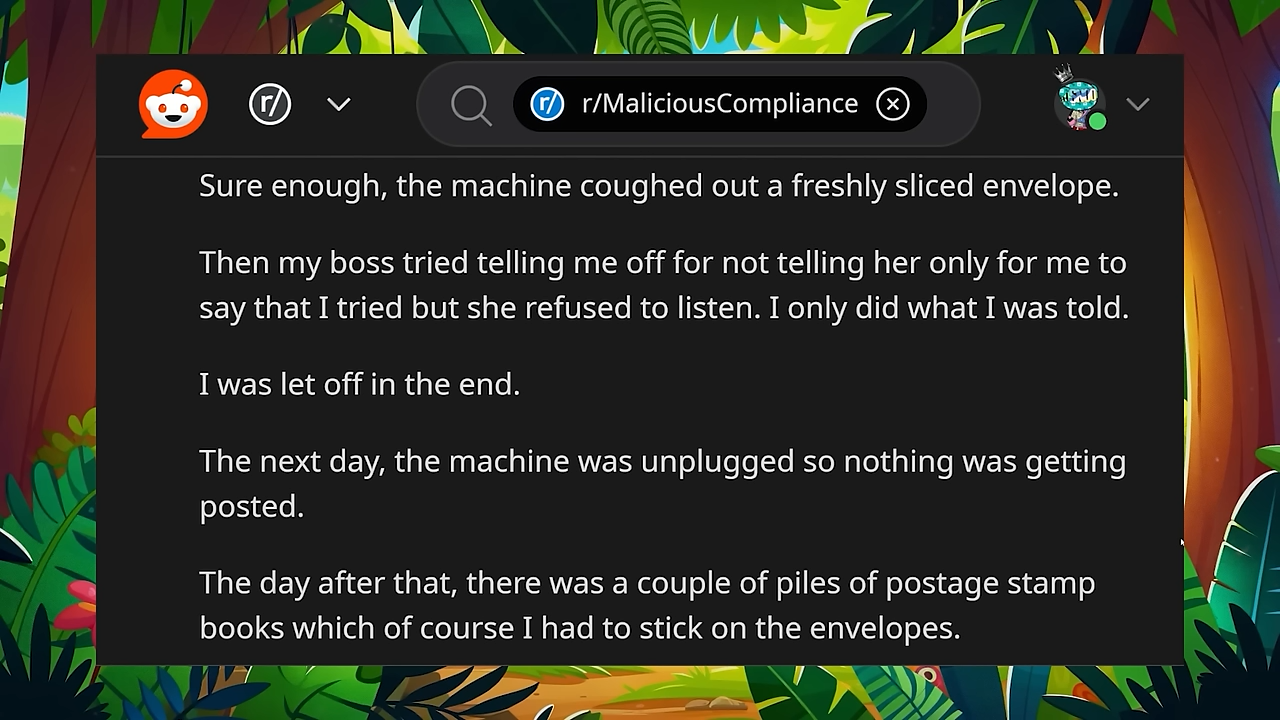 r/ r/MaliciousCompliance
Sure enough, the machine coughed out a freshly sliced envelope.
Then my boss tried telling me off for not telling her only for me to
say that I tried but she refused to listen. I only did what I was told.
I was let off in the end.
The next day, the machine was unplugged so nothing was getting
posted.
The day after that, there was a couple of piles of postage stamp
books which of course I had to stick on the envelopes.